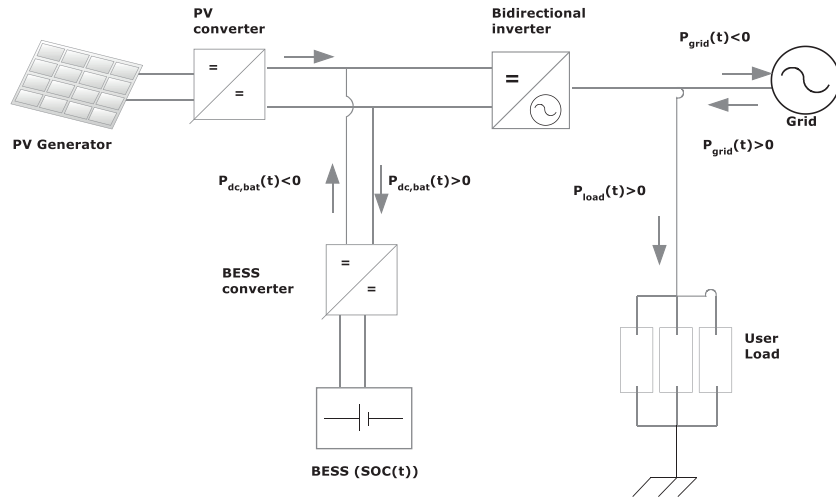 PV
converter
Bidirectional
inverter
P_grid(t)<0
PV Generator
Grid
P_grid(t)>0
P_dc,bat(t)<0
P_dc,bat(t)>0
P_load(t)>0
BESS
converter
User
Load
BESS (SOC(t))